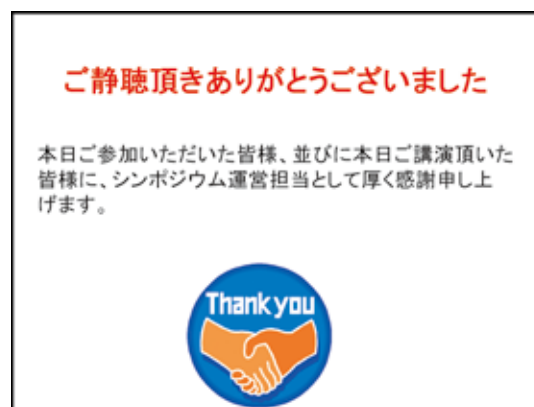 ご静聴頂きありがとうございました
本日ご参加いただいた皆様、並びに本日ご講演頂いた
皆様に、シンポジウム運営担当として厚く感謝申し上
げます。
Thank you